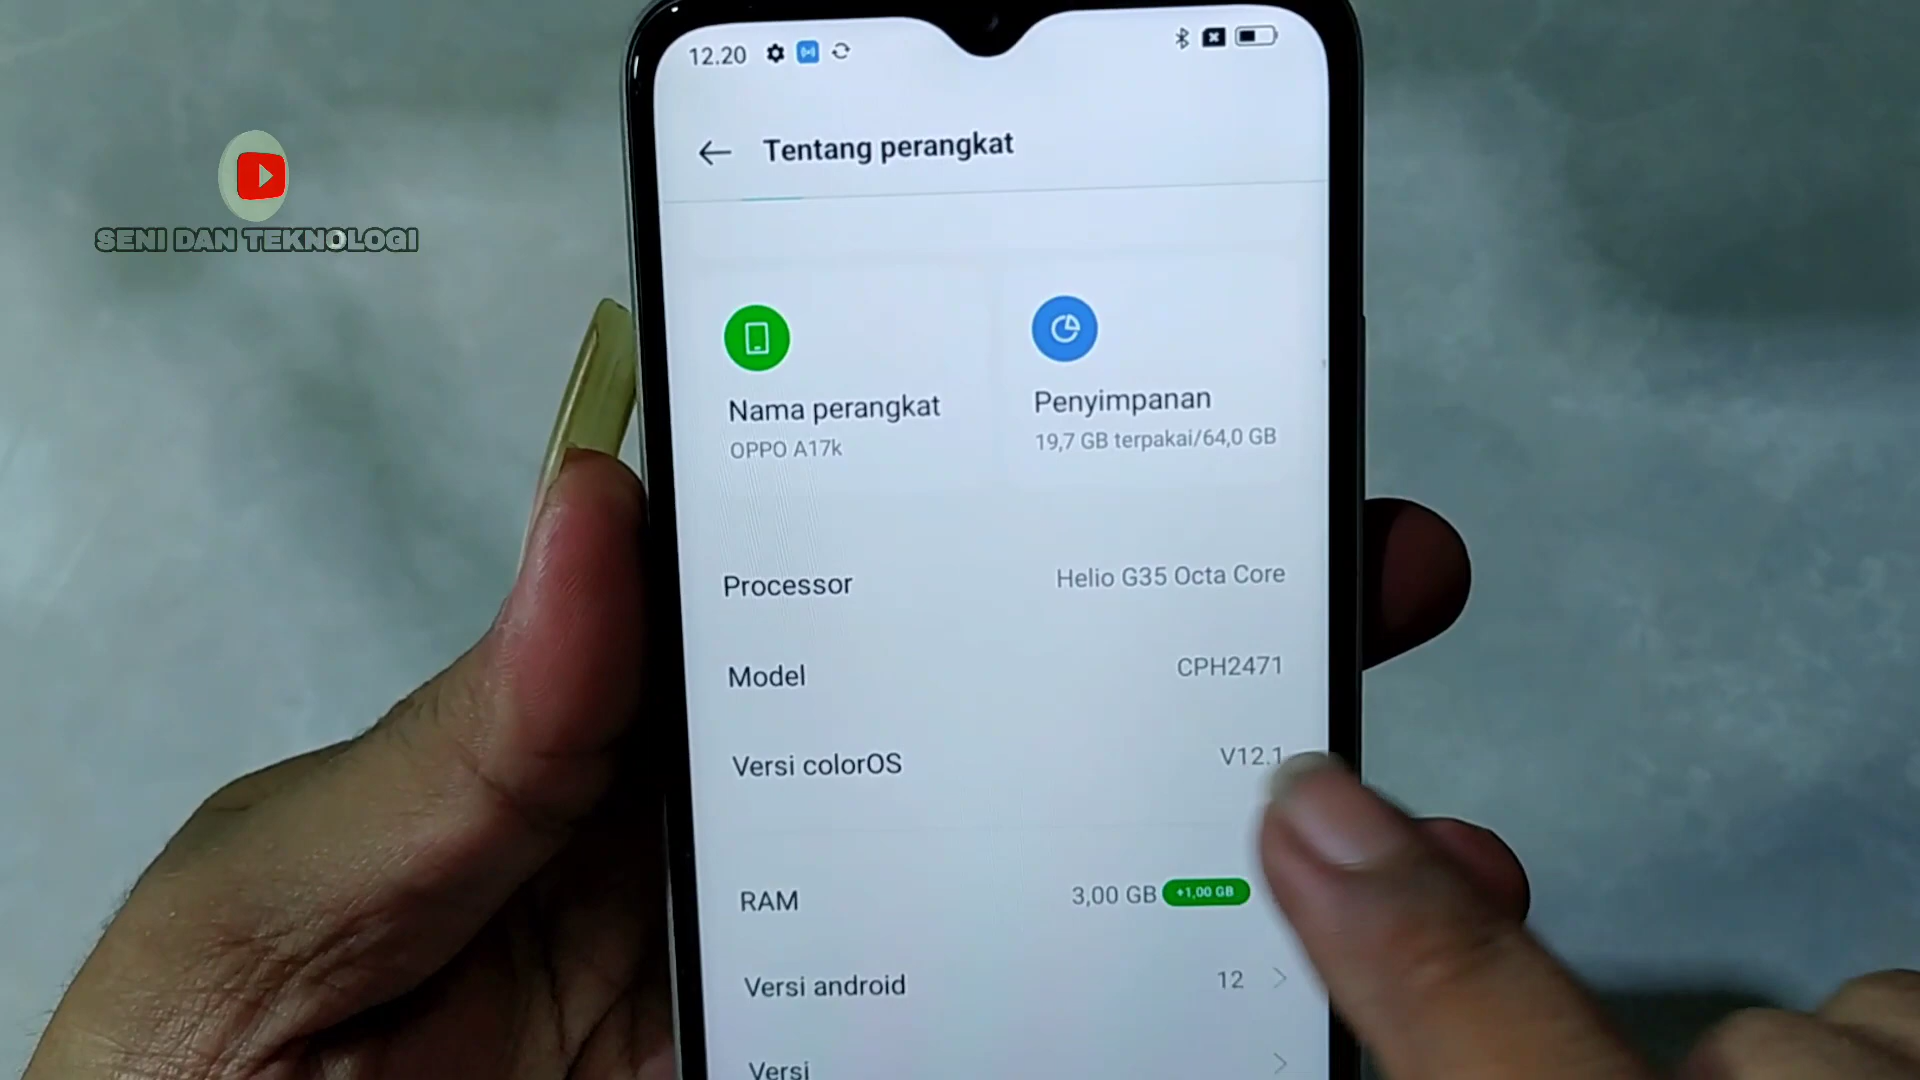 12.20
Tentang perangkat
SENI DAN TEKNOLOGI
Nama perangkat
OPPO A17k
Penyimpanan
19,7 GB terpakai/64,0 GB
Processor
Helio G35 Octa Core
Model
CPH2471
Versi colorOS
V12.1
RAM
3,00 GB +1,00 GB
Versi android
12
Versi